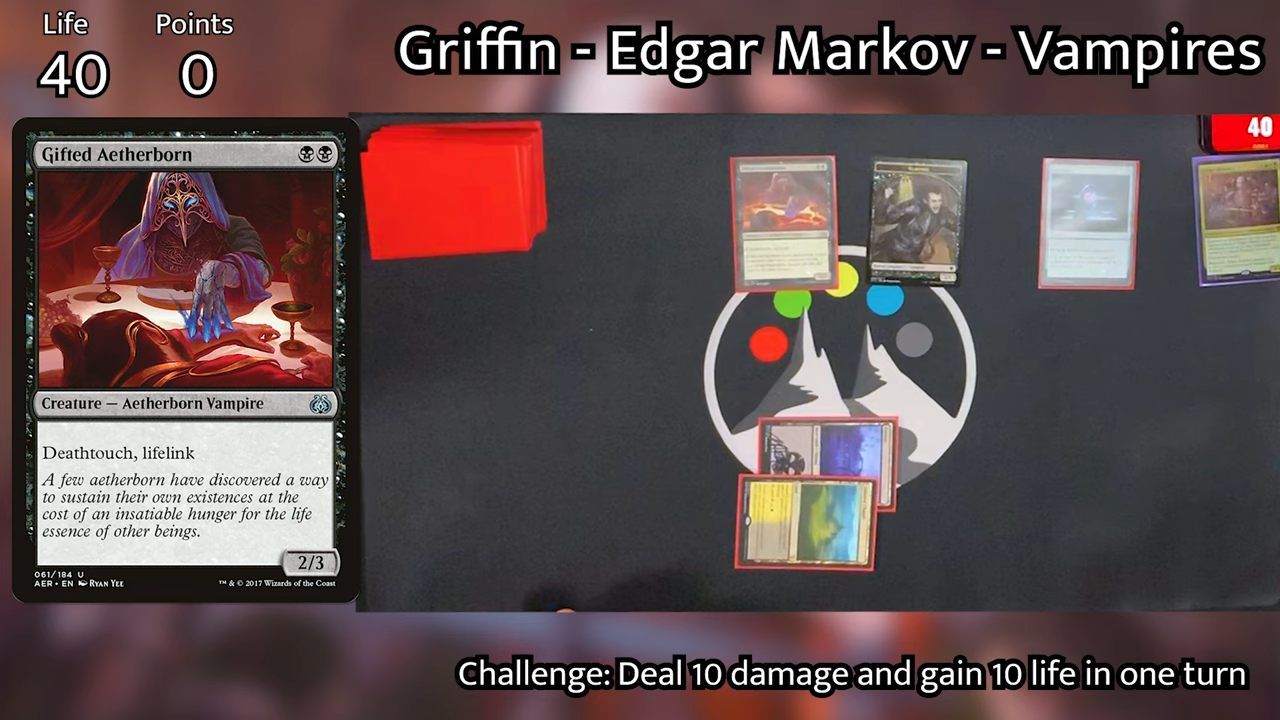 Life
Points
40
0
Griffin - Edgar Markov - Vampires
Gifted Aetherborn
Creature — Aetherborn Vampire
Deathtouch, lifelink
A few aetherborn have discovered a way
to sustain their own existences at the
cost of an insatiable hunger for the life
essence of other beings.
2/3
061/184 U
AER • EN Ryan Yee
™ & © 2017 Wizards of the Coast
40
Challenge: Deal 10 damage and gain 10 life in one turn